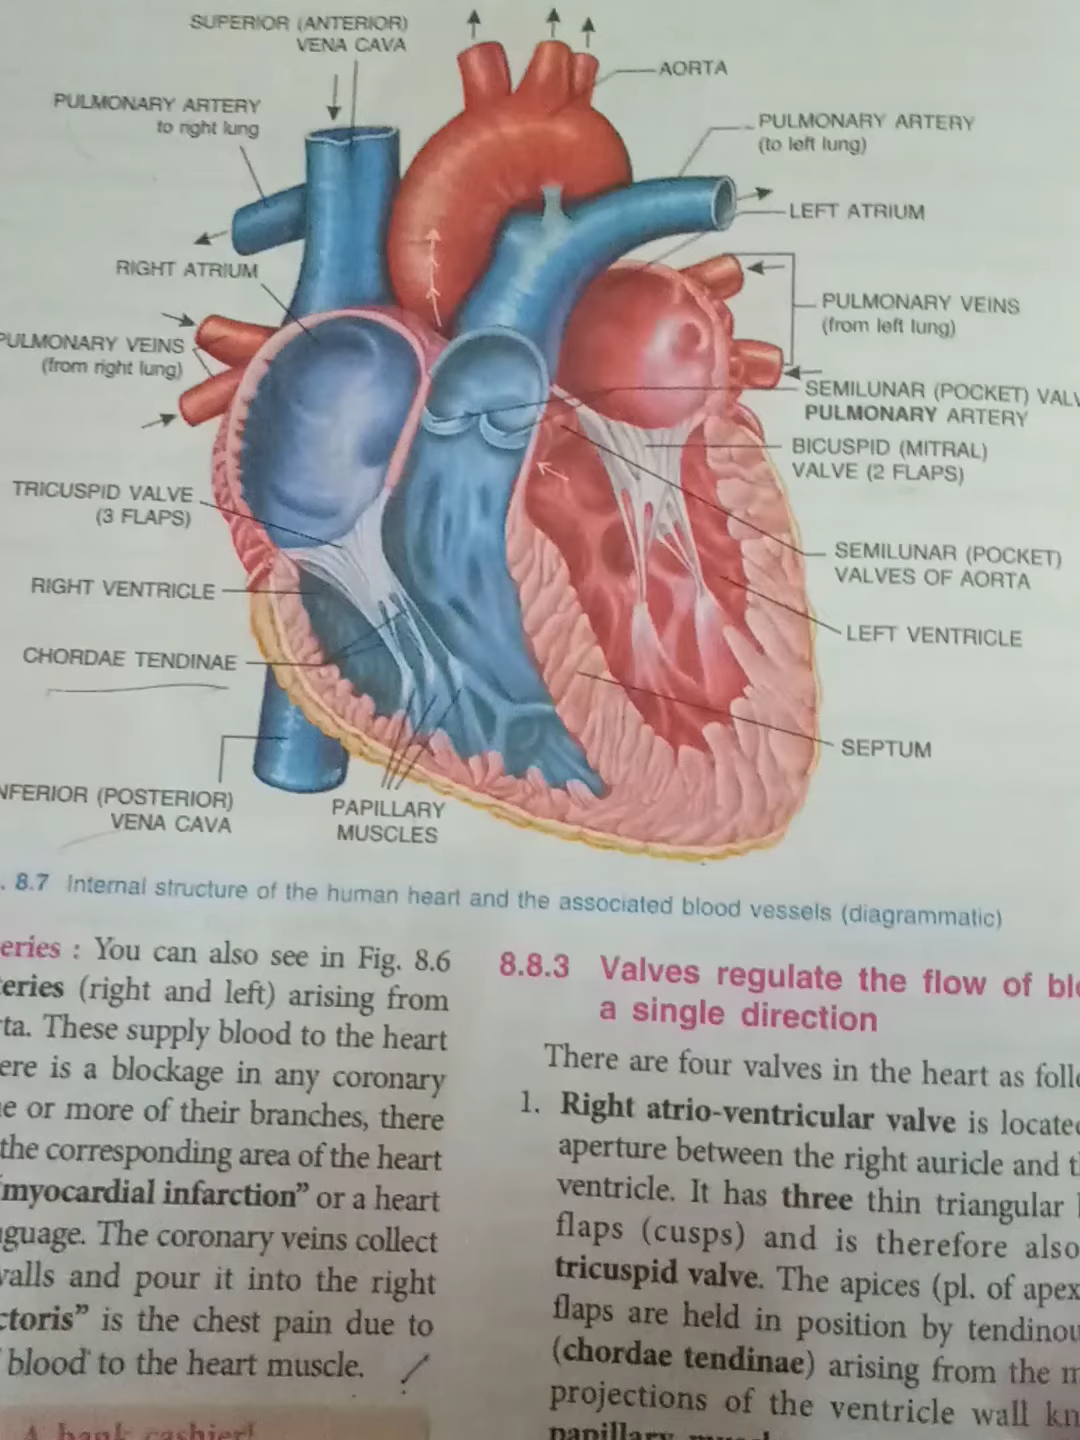 SUPERIOR (ANTERIOR)
VENA CAVA
AORTA
PULMONARY ARTERY
to right lung
PULMONARY ARTERY
(to left lung)
LEFT ATRIUM
RIGHT ATRIUM
PULMONARY VEINS
(from left lung)
PULMONARY VEINS
(from right lung)
SEMILUNAR (POCKET) VALV
PULMONARY ARTERY
BICUSPID (MITRAL)
VALVE (2 FLAPS)
TRICUSPID VALVE
(3 FLAPS)
SEMILUNAR (POCKET)
VALVES OF AORTA
RIGHT VENTRICLE
LEFT VENTRICLE
CHORDAE TENDINAE
SEPTUM
NFERIOR (POSTERIOR)
VENA CAVA
PAPILLARY
MUSCLES
. 8.7 Internal structure of the human heart and the associated blood vessels (diagrammatic)
eries : You can also see in Fig. 8.6
eries (right and left) arising from
ta. These supply blood to the heart
ere is a blockage in any coronary
e or more of their branches, there
the corresponding area of the heart
"myocardial infarction" or a heart
guage. The coronary veins collect
valls and pour it into the right
ctoris" is the chest pain due to
blood to the heart muscle.
A bank cashier!
8.8.3 Valves regulate the flow of blo
a single direction
There are four valves in the heart as follo
1. Right atrio-ventricular valve is located
aperture between the right auricle and t
ventricle. It has three thin triangular
flaps (cusps) and is therefore also
tricuspid valve. The apices (pl. of apex
flaps are held in position by tendinou
(chordae tendinae) arising from the m
projections of the ventricle wall kn
papillary